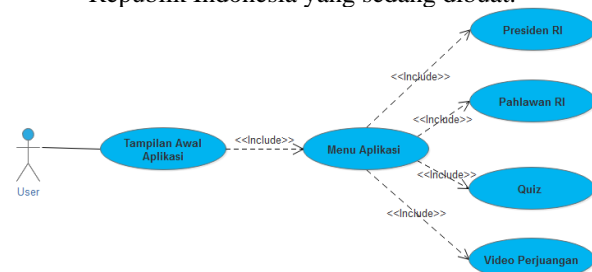 Republik Indonesia yang sedang dibuat.
Presiden RI
<<Include>>
Pahlawan RI
<<Include>>
Tampilan Awal
Aplikasi
<<Include>>
Menu Aplikasi
<<Include>>
User
Quiz
<<Include>>
Video Perjuangan